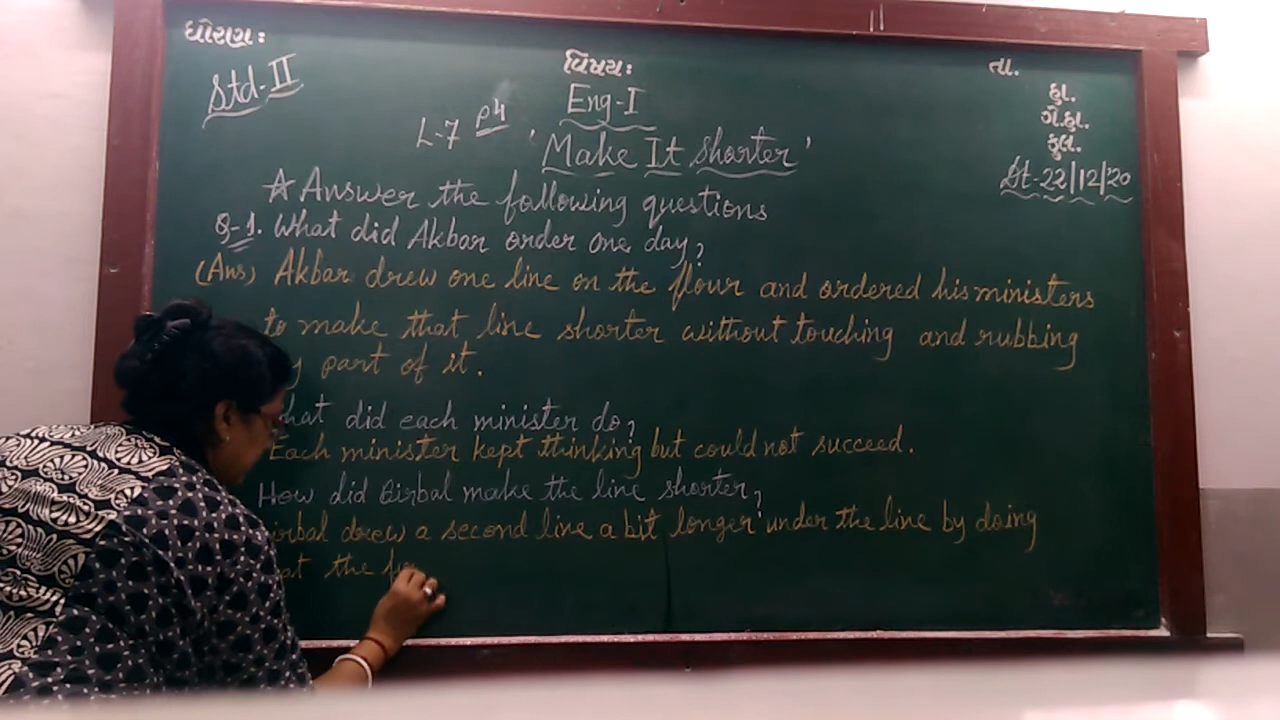 ધોરણ:
Std-II
વિષય:
Eng-I
તા.
હા.
ગે.હા.
કુલ.
Dt-22/12/'20
L-7 P4 'Make It shorter'
☆ Answer the following questions
Q-1. What did Akbar order one day?
(Ans) Akbar drew one line on the flour and ordered his ministers
to make that line shorter without touching and rubbing
part of it.
did each minister do?
Each minister kept thinking but could not succeed.
How did Birbal make the line shorter?
drew a second line a bit longer under the line by doing
the